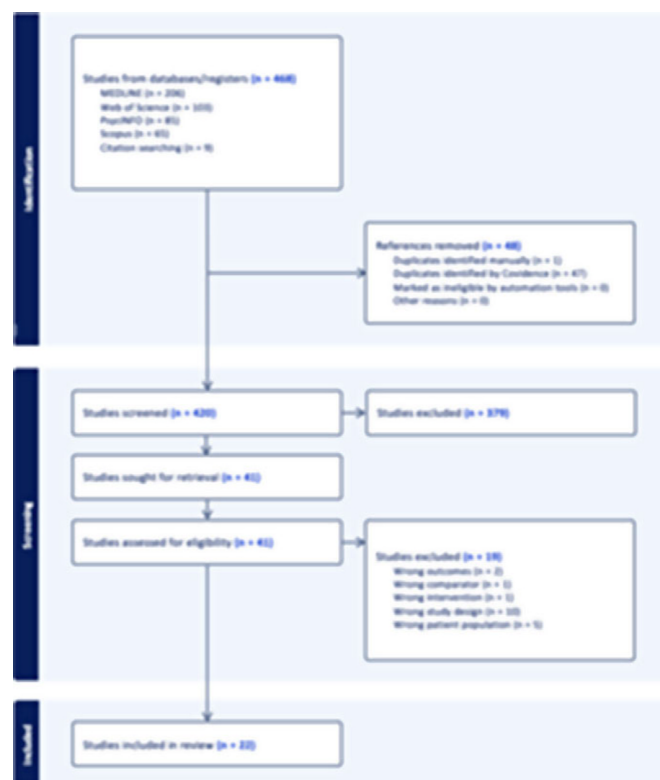 Identification
Studies from databases/registers (n = 468)
MEDLINE (n = 206)
Web of Science (n = 103)
PsycINFO (n = 85)
Scopus (n = 65)
Citation searching (n = 9)
References removed (n = 48)
Duplicates identified manually (n = 1)
Duplicates identified by Covidence (n = 47)
Marked as ineligible by automation tools (n = 0)
Other reasons (n = 0)
Screening
Studies screened (n = 420)
Studies excluded (n = 379)
Studies sought for retrieval (n = 41)
Studies assessed for eligibility (n = 41)
Studies excluded (n = 19)
Wrong outcomes (n = 2)
Wrong comparator (n = 1)
Wrong intervention (n = 1)
Wrong study design (n = 10)
Wrong patient population (n = 5)
Included
Studies included in review (n = 22)